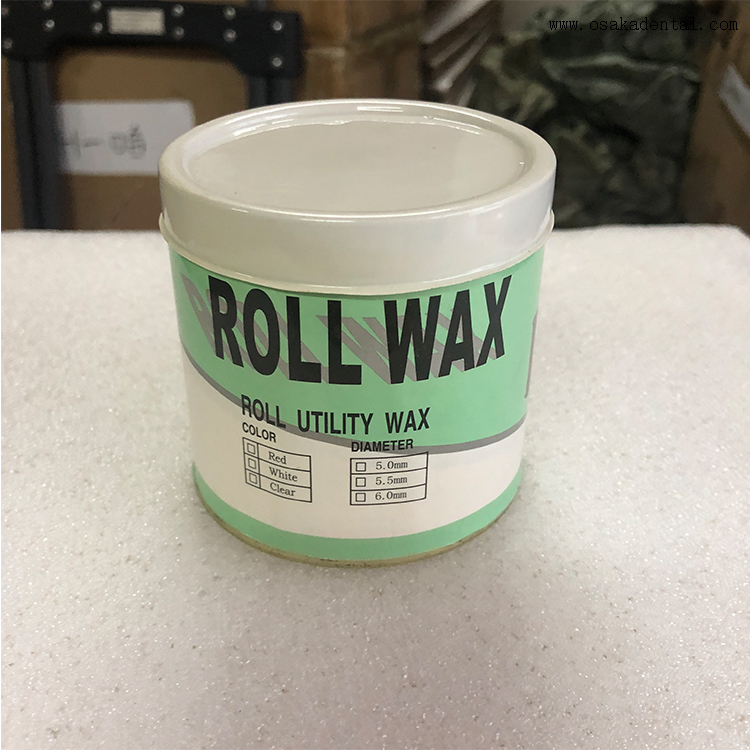 www.osakadental.com
ROLL WAX
ROLL UTILITY WAX
COLOR
DIAMETER
Red
5.0mm
White
5.5mm
Clear
6.0mm